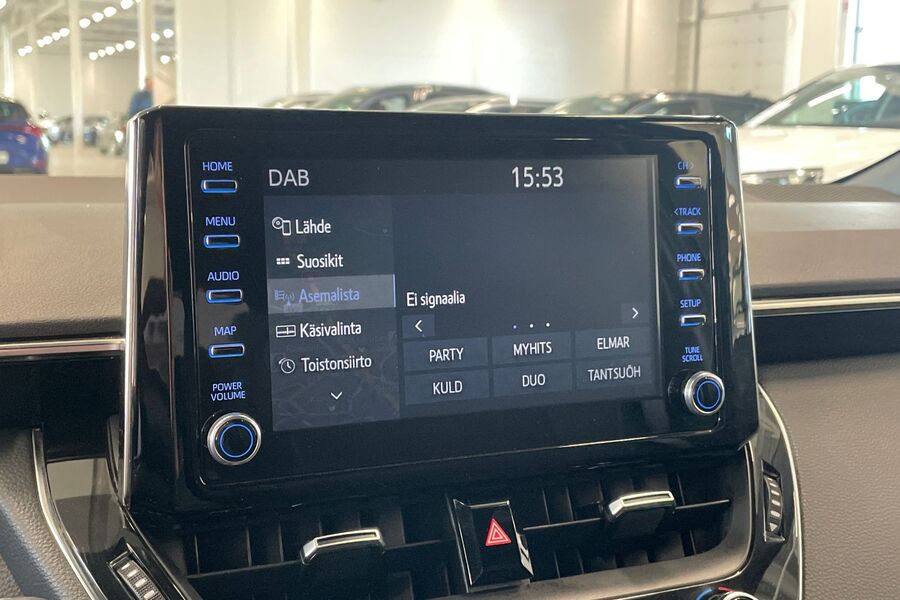 HOME
MENU
AUDIO
MAP
POWER
VOLUME
DAB
15:53
Lähde
Suosikit
Asemalista
Käsivalinta
Toistonsiirto
Ei signaalia
< >
PARTY MYHITS ELMAR
KULD DUO TANTSUÕH
CH >
< TRACK
PHONE
SETUP
TUNE
SCROLL